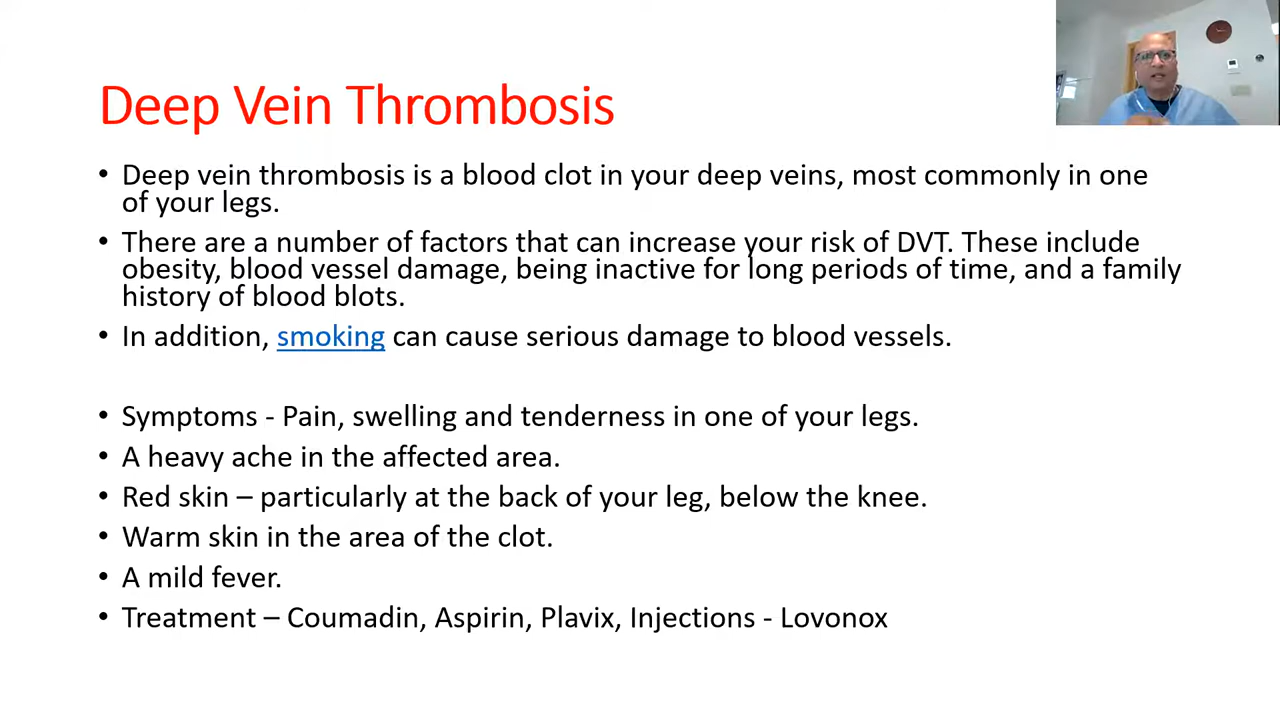 Deep Vein Thrombosis
• Deep vein thrombosis is a blood clot in your deep veins, most commonly in one
of your legs.
• There are a number of factors that can increase your risk of DVT. These include
obesity, blood vessel damage, being inactive for long periods of time, and a family
history of blood blots.
• In addition, smoking can cause serious damage to blood vessels.
• Symptoms - Pain, swelling and tenderness in one of your legs.
• A heavy ache in the affected area.
• Red skin – particularly at the back of your leg, below the knee.
• Warm skin in the area of the clot.
• A mild fever.
• Treatment – Coumadin, Aspirin, Plavix, Injections - Lovonox